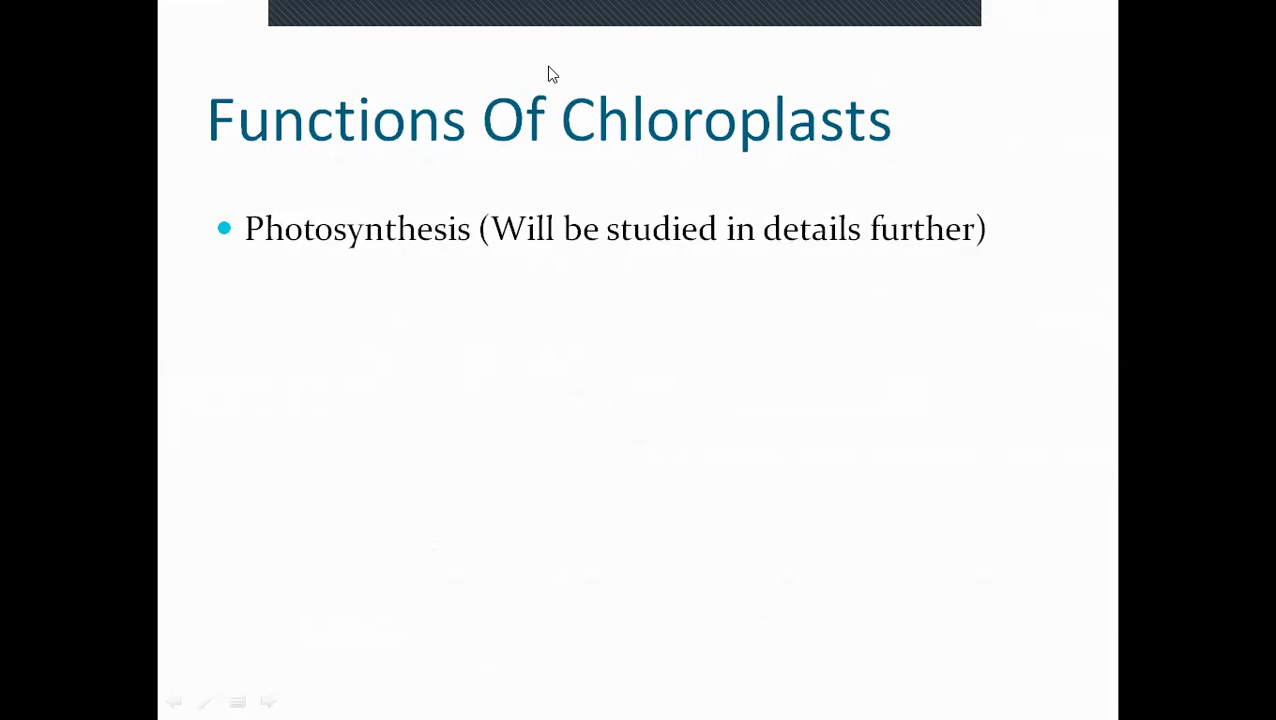 Functions Of Chloroplasts
Photosynthesis (Will be studied in details further)